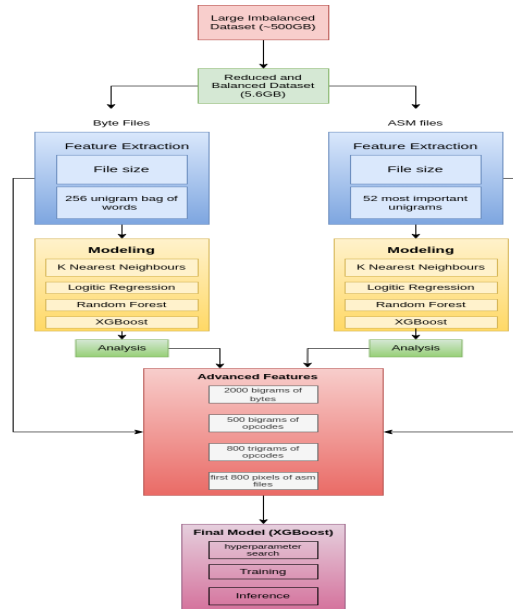 Large Imbalanced
Dataset (~500GB)
Reduced and
Balanced Dataset
(5.6GB)
Byte Files
ASM files
Feature Extraction
File size
256 unigram bag of
words
Feature Extraction
File size
52 most important
unigrams
Modeling
K Nearest Neighbours
Logitic Regression
Random Forest
XGBoost
Modeling
K Nearest Neighbours
Logitic Regression
Random Forest
XGBoost
Analysis
Analysis
Advanced Features
2000 bigrams of
bytes
500 bigrams of
opcodes
800 trigrams of
opcodes
first 800 pixels of asm
files
Final Model (XGBoost)
hyperparameter
search
Training
Inference